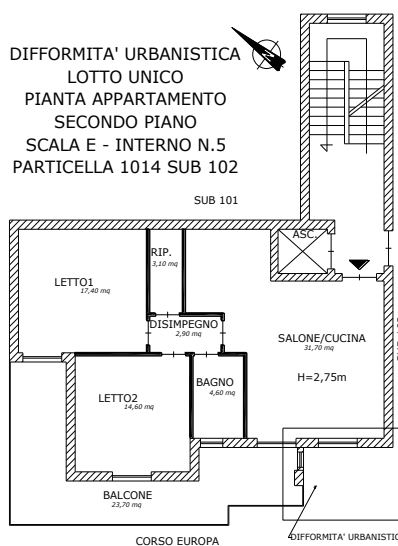 DIFFORMITA' URBANISTICA
LOTTO UNICO
PIANTA APPARTAMENTO
SECONDO PIANO
SCALA E - INTERNO N.5
PARTICELLA 1014 SUB 102
SUB 101
ASC.
RIP.
3,10 mq
LETTO1
17,40 mq
DISIMPEGNO
2,90 mq
SALONE/CUCINA
31,70 mq
H=2,75m
BAGNO
4,60 mq
LETTO2
14,60 mq
BALCONE
23,70 mq
CORSO EUROPA
DIFFORMITA' URBANISTIC